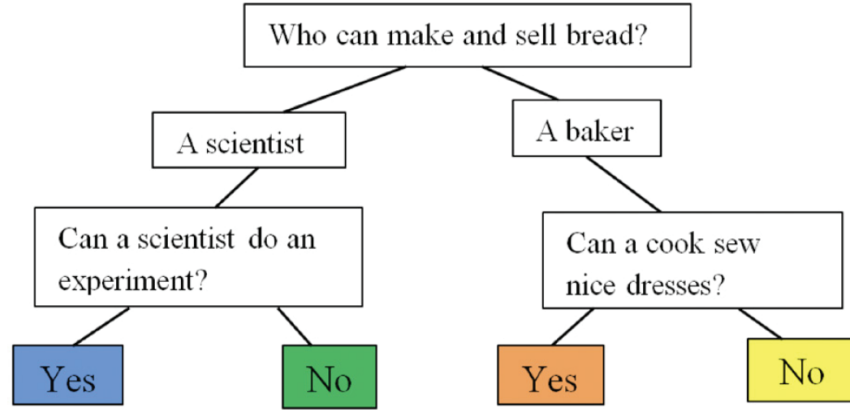 Who can make and sell bread?
A scientist
A baker
Can a scientist do an
experiment?
Can a cook sew
nice dresses?
Yes
No
Yes
No